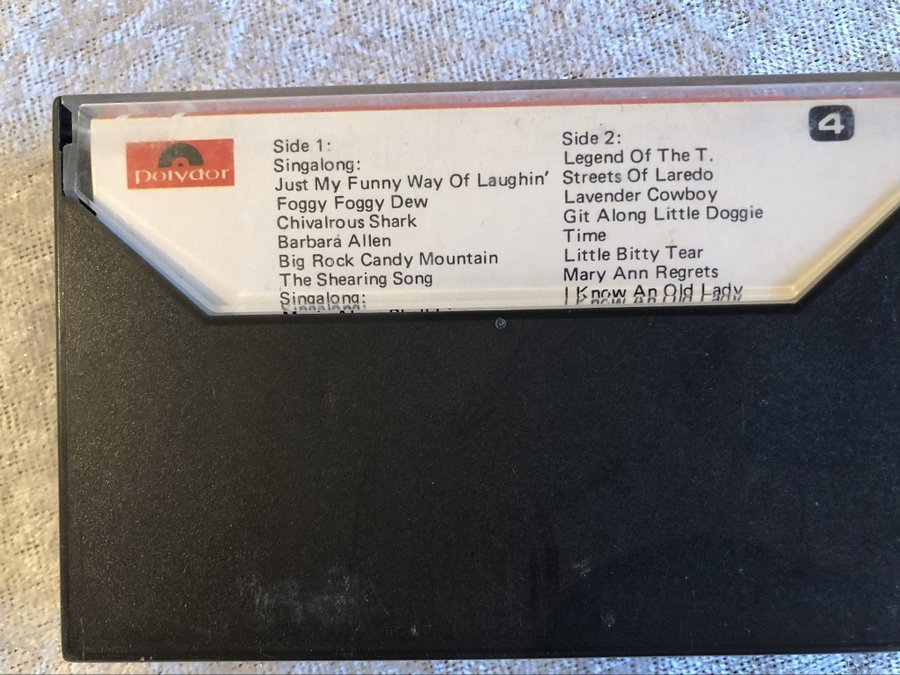 polydor
Side 1:
Singalong:
Just My Funny Way Of Laughin'
Foggy Foggy Dew
Chivalrous Shark
Barbara Allen
Big Rock Candy Mountain
The Shearing Song
Singalong:
Side 2:
Legend Of The T.
Streets Of Laredo
Lavender Cowboy
Git Along Little Doggie
Time
Little Bitty Tear
Mary Ann Regrets
I Know An Old Lady
4